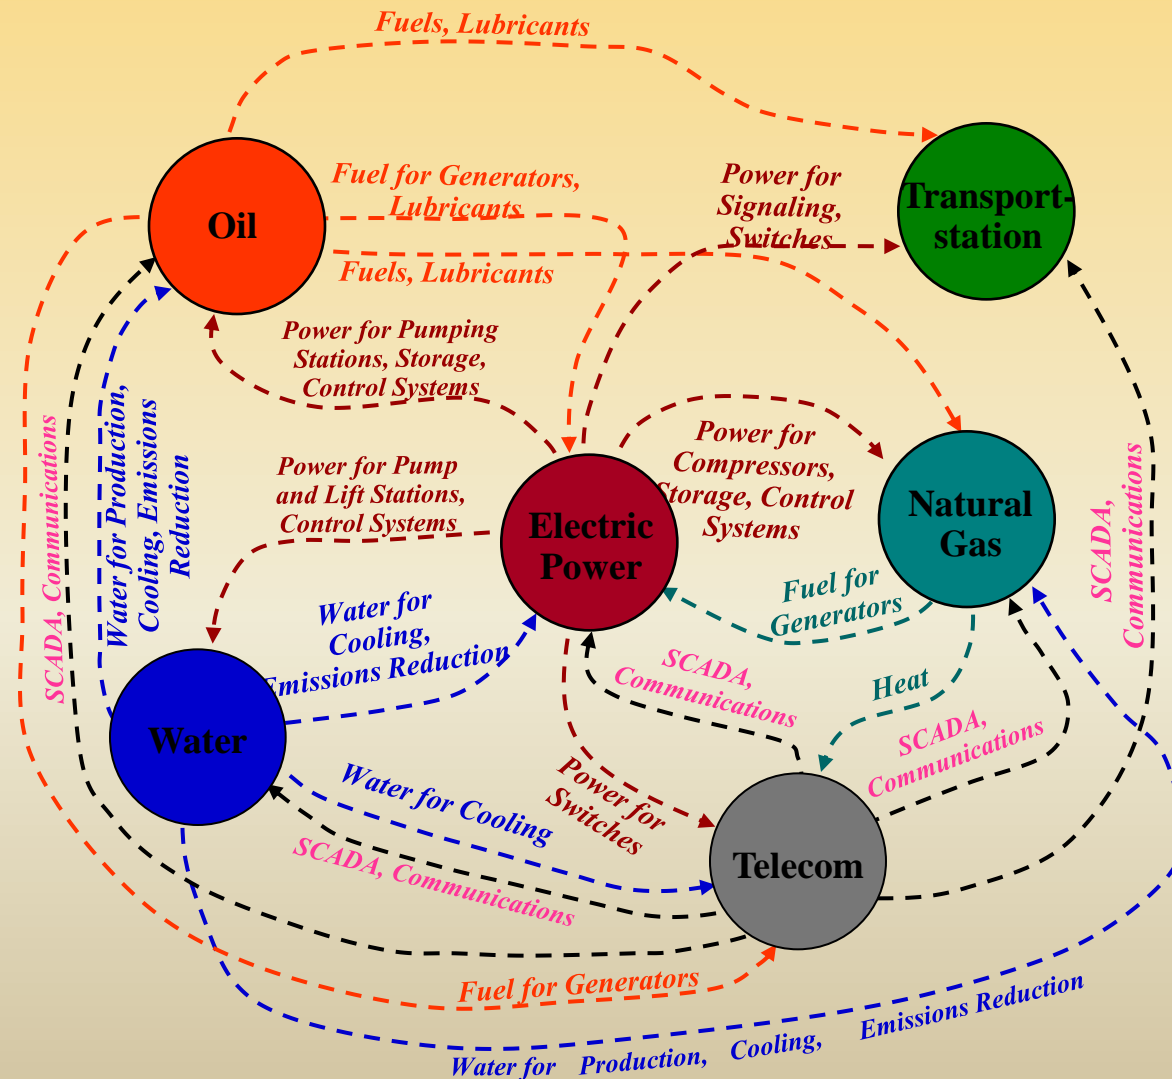 Fuels, Lubricants
Fuel for Generators,
Lubricants
Power for
Signaling,
Switches
Transport-
station
Oil
Fuels, Lubricants
Power for Pumping
Stations, Storage,
Control Systems
Power for
Compressors,
Storage, Control
Systems
Natural
Gas
Electric
Power
Power for Pump
and Lift Stations,
Control Systems
SCADA, Communications
Water for Production,
Cooling, Emissions
Reduction
SCADA,
Communications
Fuel for
Generators
Water for
Cooling,
Emissions Reduction
SCADA,
Communications
Heat
SCADA,
Communications
Water
Water for Cooling
Power for
Switches
SCADA, Communications
Telecom
Fuel for Generators
Water for Production, Cooling, Emissions Reduction